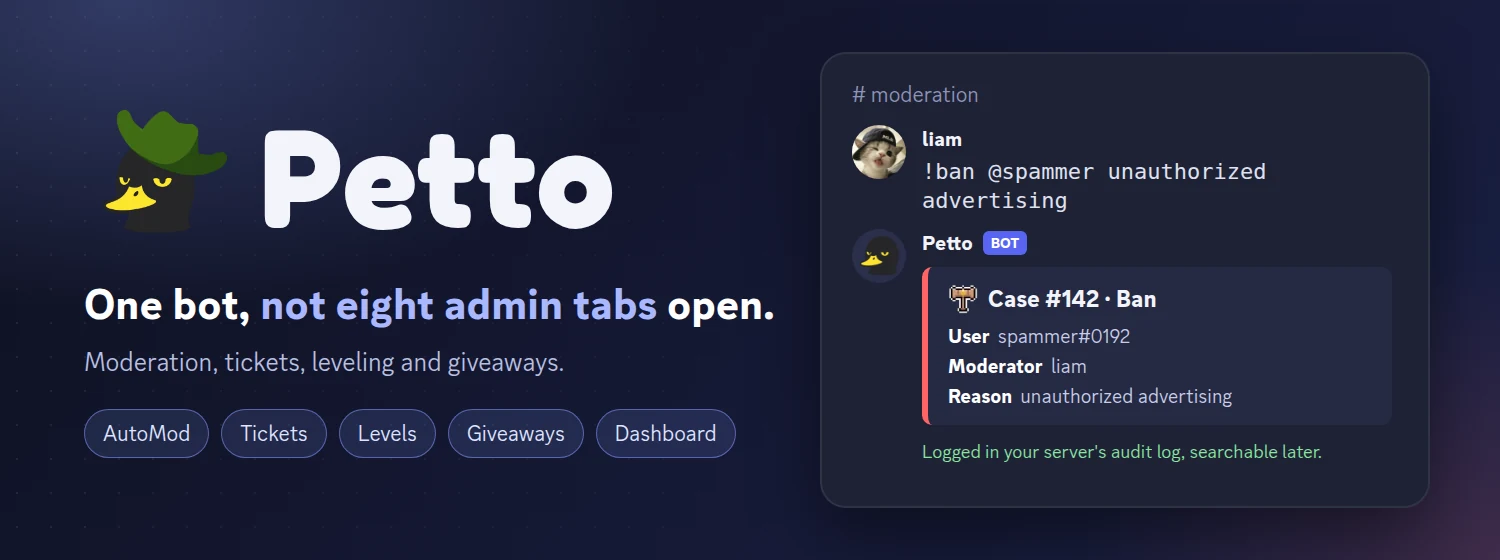 Petto
One bot, not eight admin tabs open.
Moderation, tickets, leveling and giveaways.
AutoMod
Tickets
Levels
Giveaways
Dashboard
# moderation
liam
!ban @spammer unauthorized
advertising
Petto BOT
Case #142 · Ban
User spammer#0192
Moderator liam
Reason unauthorized advertising
Logged in your server's audit log, searchable later.